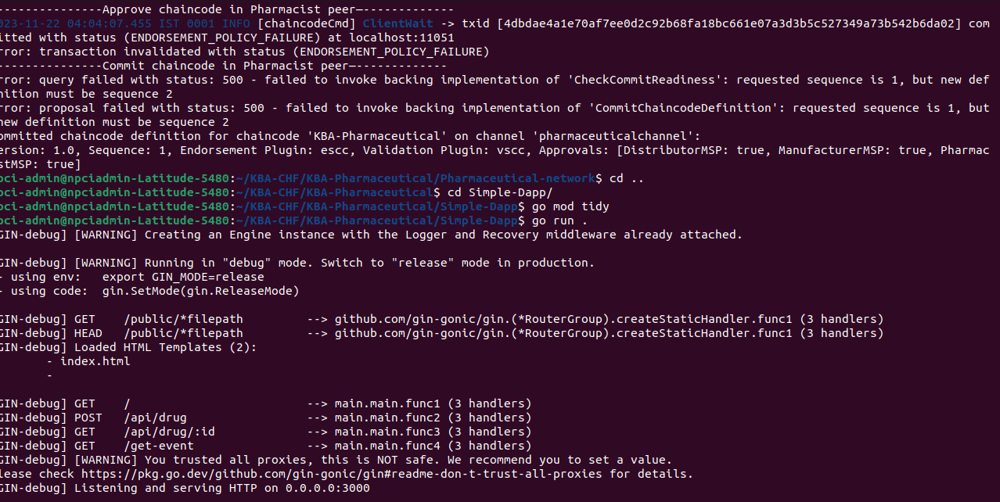 ---------------Approve chaincode in Pharmacist peer—-------------
023-11-22 04:04:07.455 IST 0001 INFO [chaincodeCmd] ClientWait -> txid [4dbdae4a1e70af7ee0d2c92b68fa18bc661e07a3d3b5c527349a73b542b6da02] com
itted with status (ENDORSEMENT_POLICY_FAILURE) at localhost:11051
rror: transaction invalidated with status (ENDORSEMENT_POLICY_FAILURE)
---------------Commit chaincode in Pharmacist peer—-------------
rror: query failed with status: 500 - failed to invoke backing implementation of 'CheckCommitReadiness': requested sequence is 1, but new def
nition must be sequence 2
rror: proposal failed with status: 500 - failed to invoke backing implementation of 'CommitChaincodeDefinition': requested sequence is 1, but
new definition must be sequence 2
ommitted chaincode definition for chaincode 'KBA-Pharmaceutical' on channel 'pharmaceuticalchannel':
ersion: 1.0, Sequence: 1, Endorsement Plugin: escc, Validation Plugin: vscc, Approvals: [DistributorMSP: true, ManufacturerMSP: true, Pharmac
stMSP: true]
pci-admin@npciadmin-Latitude-5480:~/KBA-CHF/KBA-Pharmaceutical/Pharmaceutical-network$ cd ..
pci-admin@npciadmin-Latitude-5480:~/KBA-CHF/KBA-Pharmaceutical$ cd Simple-Dapp/
pci-admin@npciadmin-Latitude-5480:~/KBA-CHF/KBA-Pharmaceutical/Simple-Dapp$ go mod tidy
pci-admin@npciadmin-Latitude-5480:~/KBA-CHF/KBA-Pharmaceutical/Simple-Dapp$ go run .
GIN-debug] [WARNING] Creating an Engine instance with the Logger and Recovery middleware already attached.
GIN-debug] [WARNING] Running in "debug" mode. Switch to "release" mode in production.
- using env:   export GIN_MODE=release
- using code:  gin.SetMode(gin.ReleaseMode)
GIN-debug] GET    /public/*filepath         --> github.com/gin-gonic/gin.(*RouterGroup).createStaticHandler.func1 (3 handlers)
GIN-debug] HEAD   /public/*filepath         --> github.com/gin-gonic/gin.(*RouterGroup).createStaticHandler.func1 (3 handlers)
GIN-debug] Loaded HTML Templates (2):
- index.html
-
GIN-debug] GET    /                         --> main.main.func1 (3 handlers)
GIN-debug] POST   /api/drug                 --> main.main.func2 (3 handlers)
GIN-debug] GET    /api/drug/:id             --> main.main.func3 (3 handlers)
GIN-debug] GET    /get-event                --> main.main.func4 (3 handlers)
GIN-debug] [WARNING] You trusted all proxies, this is NOT safe. We recommend you to set a value.
lease check https://pkg.go.dev/github.com/gin-gonic/gin#readme-don-t-trust-all-proxies for details.
GIN-debug] Listening and serving HTTP on 0.0.0.0:3000